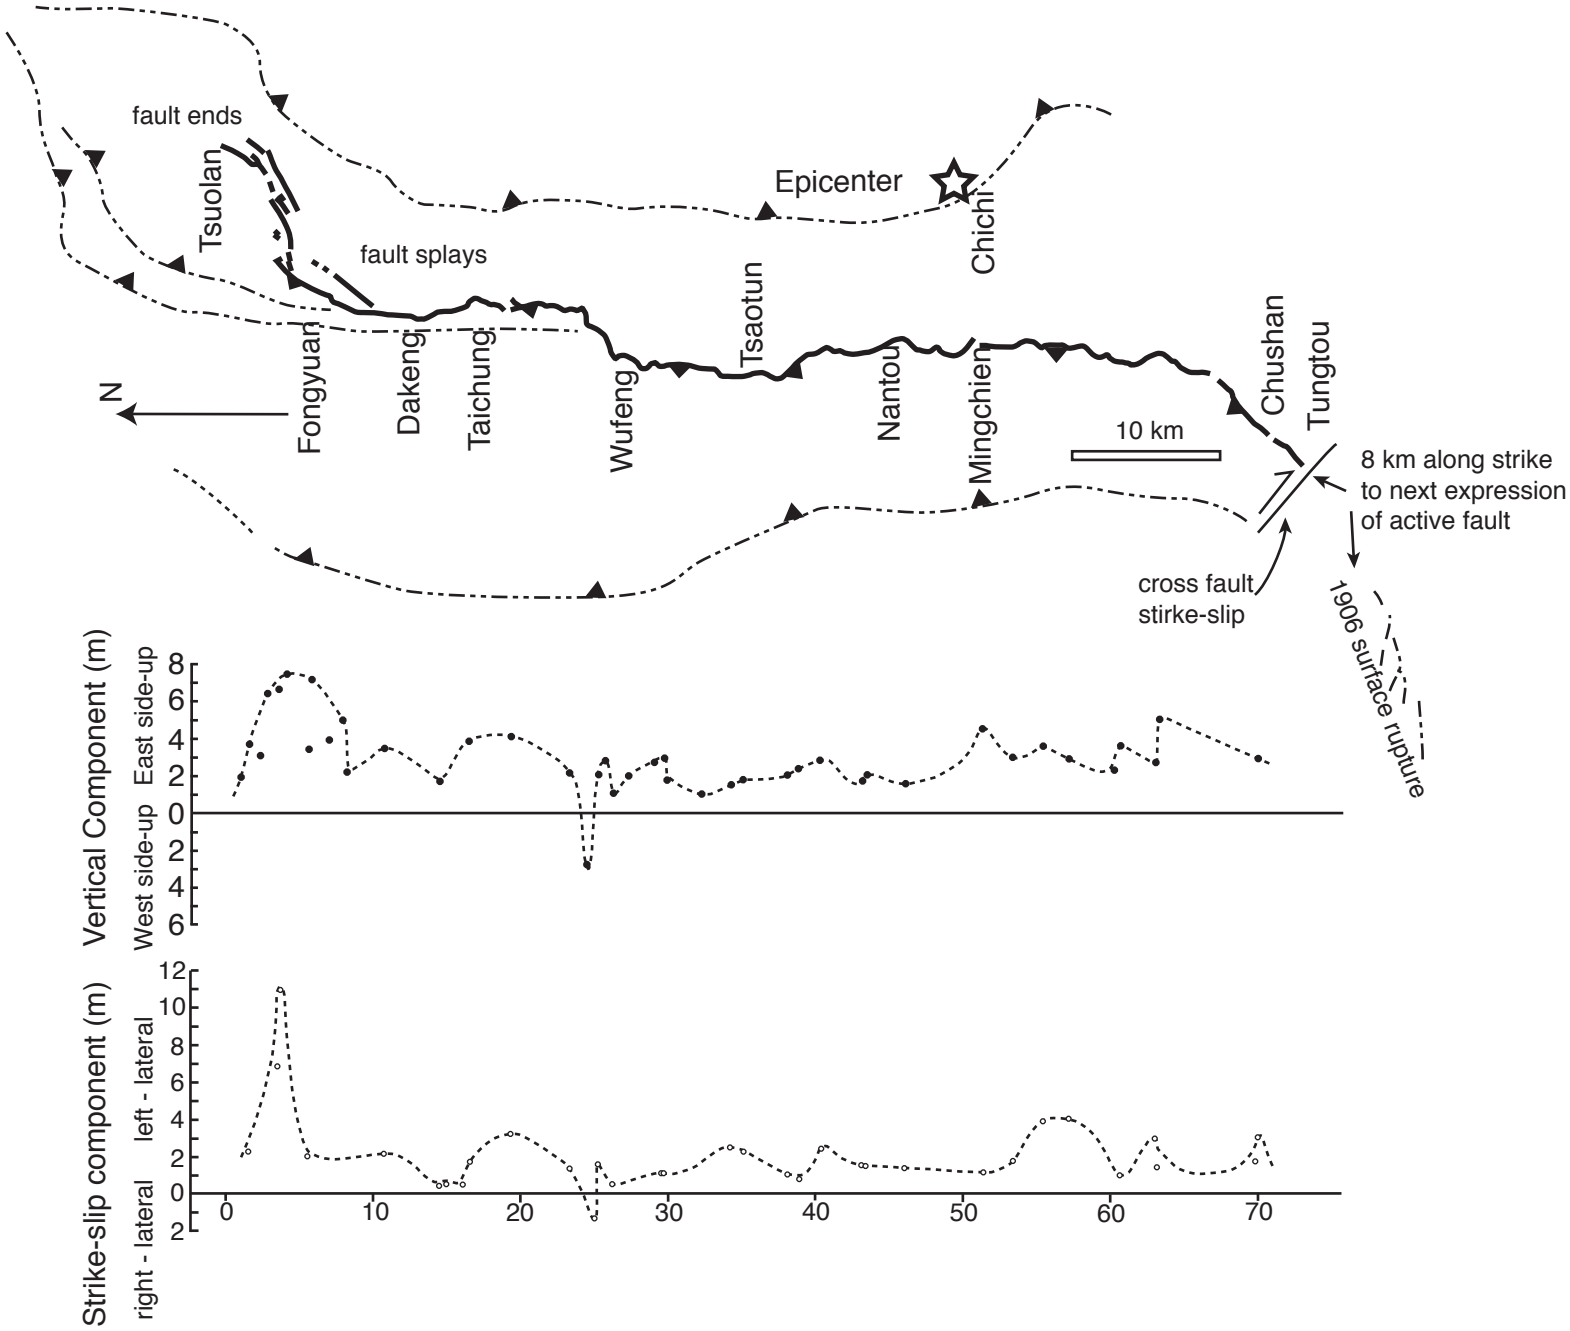 fault ends
Tsuolan
fault splays
Epicenter
Chichi
Fongyuan
Dakeng
Taichung
Wufeng
Tsaotun
Nantou
Mingchien
Chushan
Tungtou
N
10 km
8 km along strike
to next expression
of active fault
cross fault
stirke-slip
1906 surface rupture
Vertical Component (m)
West side-up East side-up
8
6
4
2
0
2
4
6
Strike-slip component (m)
right - lateral left - lateral
12
10
8
6
4
2
0
2
0 10 20 30 40 50 60 70